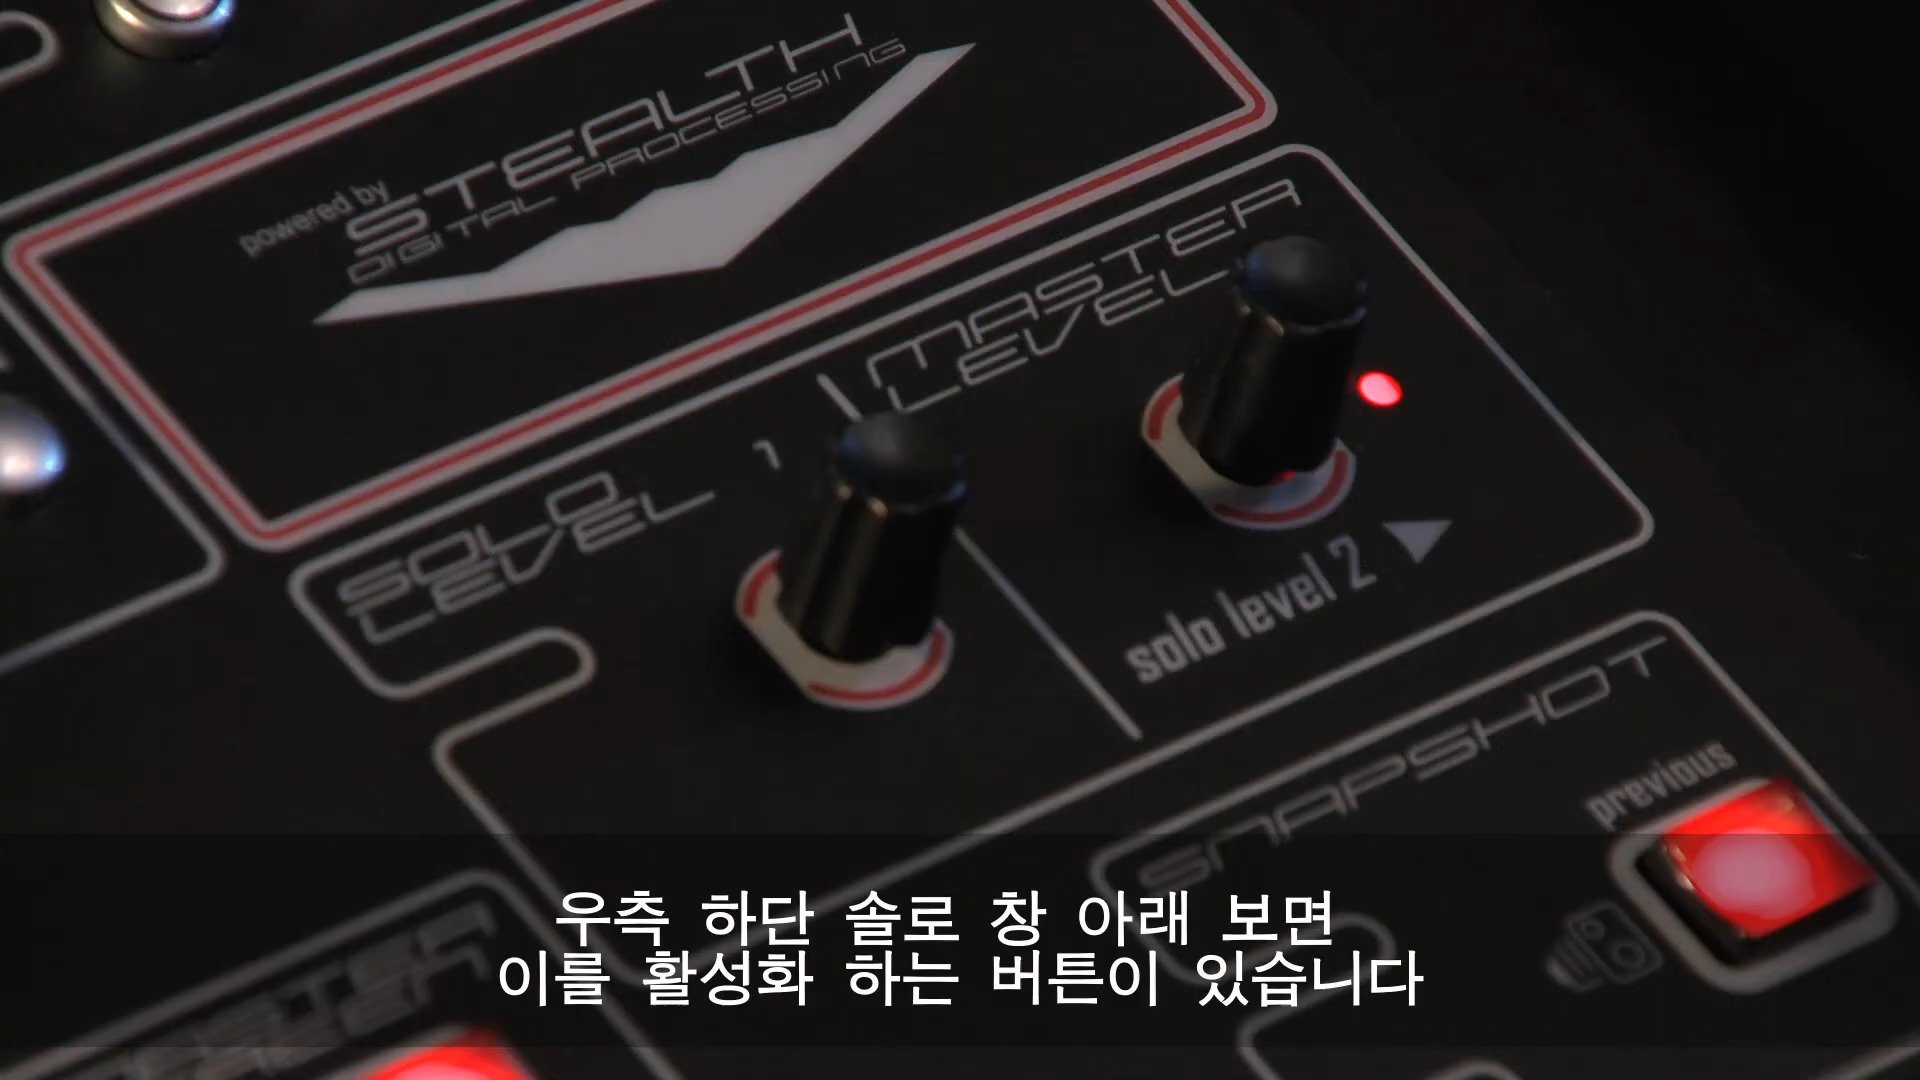 powered by
STEALTH
DIGITAL PROCESSING
MASTER
LEVEL
SOLO
LEVEL 1
solo level 2
SNAPSHOT
previous
우측 하단 솔로 창 아래 보면
이를 활성화 하는 버튼이 있습니다